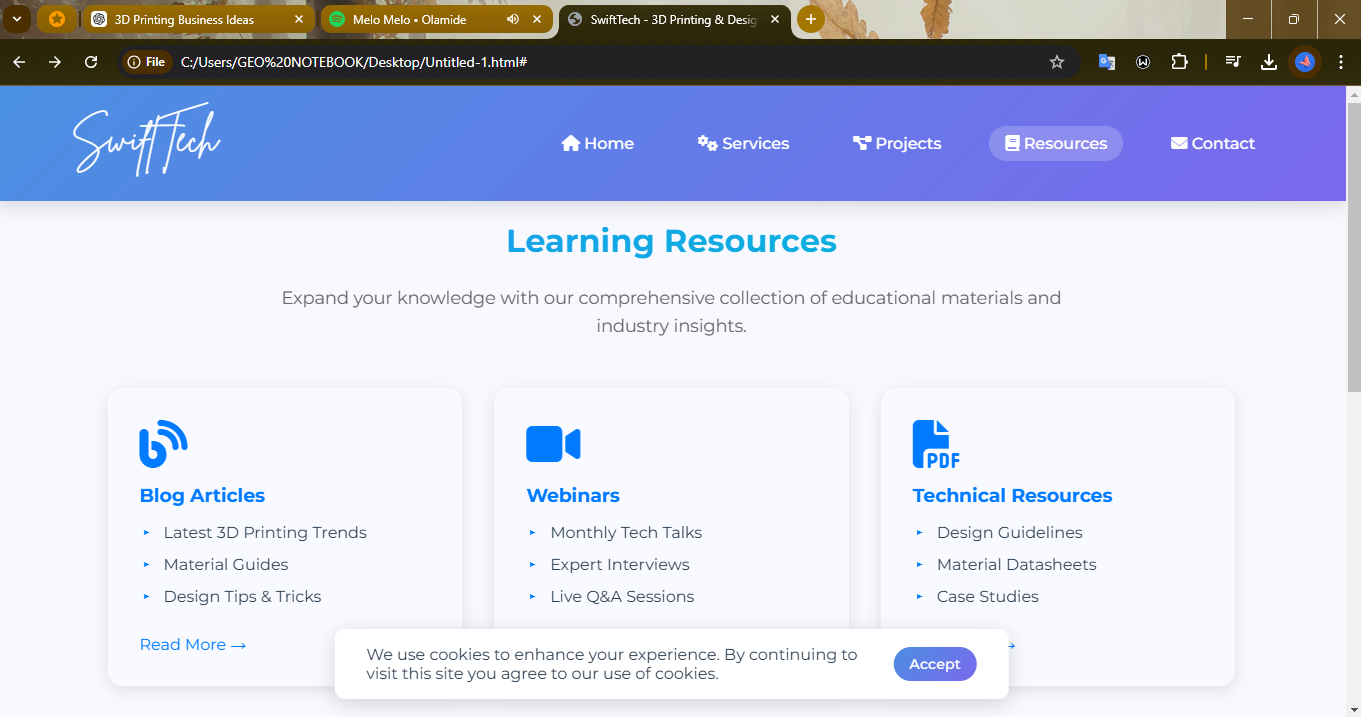 3D Printing Business Ideas
Melo Melo • Olamide
SwiftTech - 3D Printing & Desig
File
C:/Users/GEO%20NOTEBOOK/Desktop/Untitled-1.html#
SwiftTech
Home
Services
Projects
Resources
Contact
Learning Resources
Expand your knowledge with our comprehensive collection of educational materials and
industry insights.
Blog Articles
‣ Latest 3D Printing Trends
‣ Material Guides
‣ Design Tips & Tricks
Read More →
Webinars
‣ Monthly Tech Talks
‣ Expert Interviews
‣ Live Q&A Sessions
PDF
Technical Resources
‣ Design Guidelines
‣ Material Datasheets
‣ Case Studies
We use cookies to enhance your experience. By continuing to
visit this site you agree to our use of cookies.
Accept